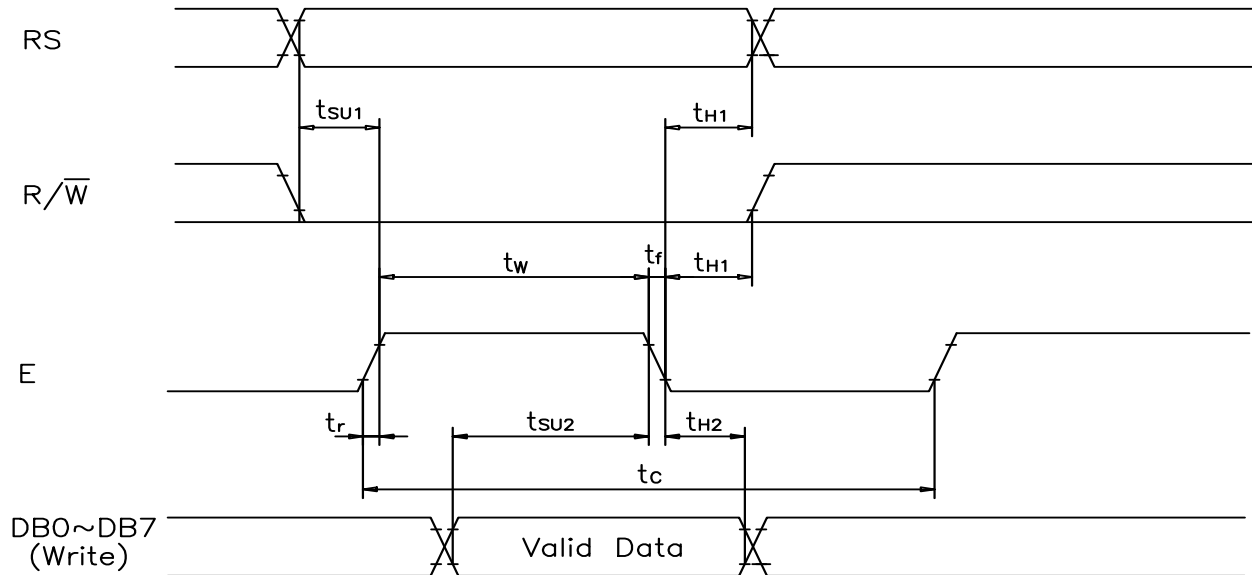 RS
tSU1
tH1
R/W̅
tW
tf
tH1
E
tr
tSU2
tH2
tC
DB0~DB7
(Write)
Valid Data